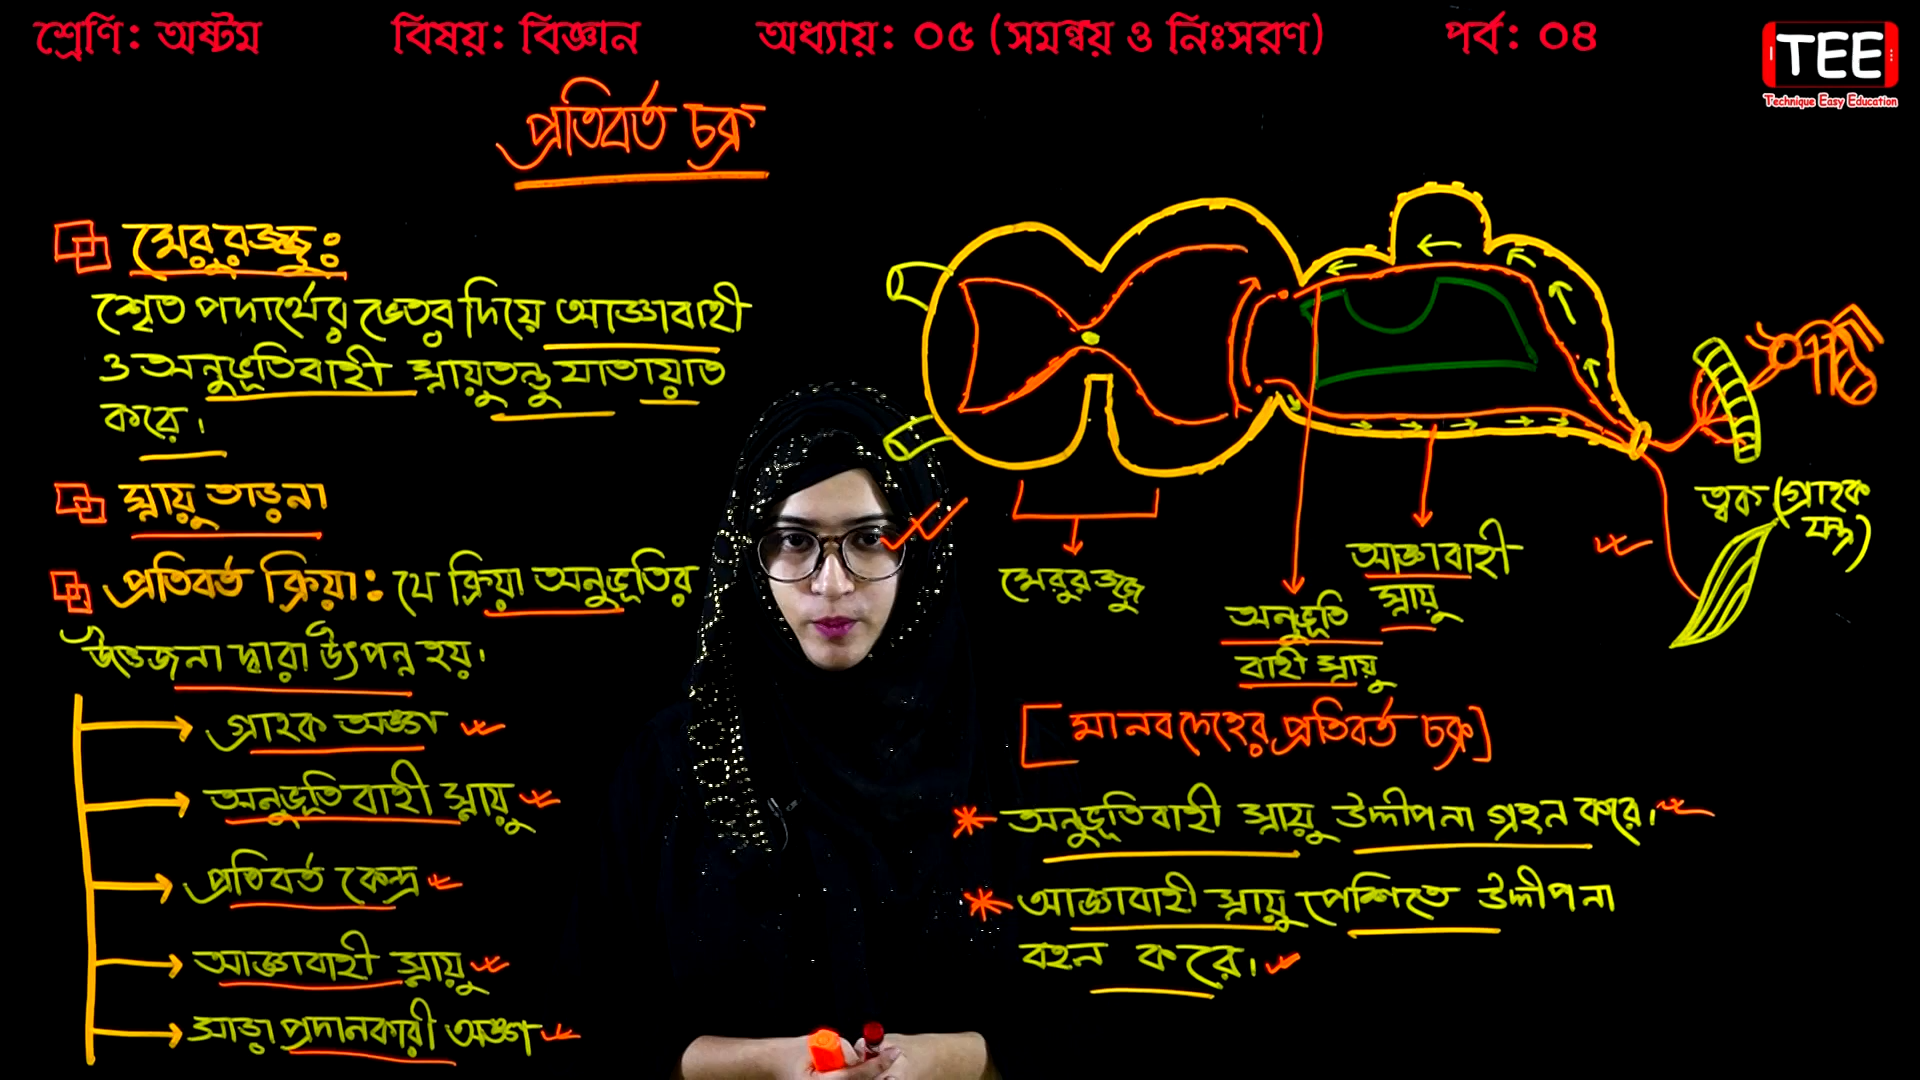 শ্রেণি: অষ্টম বিষয়: বিজ্ঞান অধ্যায়: ০৫ (সমন্বয় ও নিঃসরণ) পর্ব: ০৪
TEE
Technique Easy Education
প্রতিবর্ত চক্র
মেরুরজ্জু:
শ্বেত পদার্থের ভেতর দিয়ে আজ্ঞাবাহী
ও অনুভূতিবাহী স্নায়ুতন্তু যাতায়াত
করে।
স্নায়ু তাড়না
প্রতিবর্ত ক্রিয়া: যে ক্রিয়া অনুভূতির
উত্তেজনা দ্বারা উৎপন্ন হয়।
গ্রাহক অঙ্গ
অনুভূতিবাহী স্নায়ু
প্রতিবর্ত কেন্দ্র
আজ্ঞাবাহী স্নায়ু
সাড়া প্রদানকারী অঙ্গ
ত্বক (গ্রাহক
যন্ত্র)
মেরুরজ্জু
আজ্ঞাবাহী
স্নায়ু
অনুভূতি
বাহী স্নায়ু
[মানবদেহের প্রতিবর্ত চক্র]
* অনুভূতিবাহী স্নায়ু উদ্দীপনা গ্রহন করে।
* আজ্ঞাবাহী স্নায়ু পেশিতে উদ্দীপনা
বহন করে।